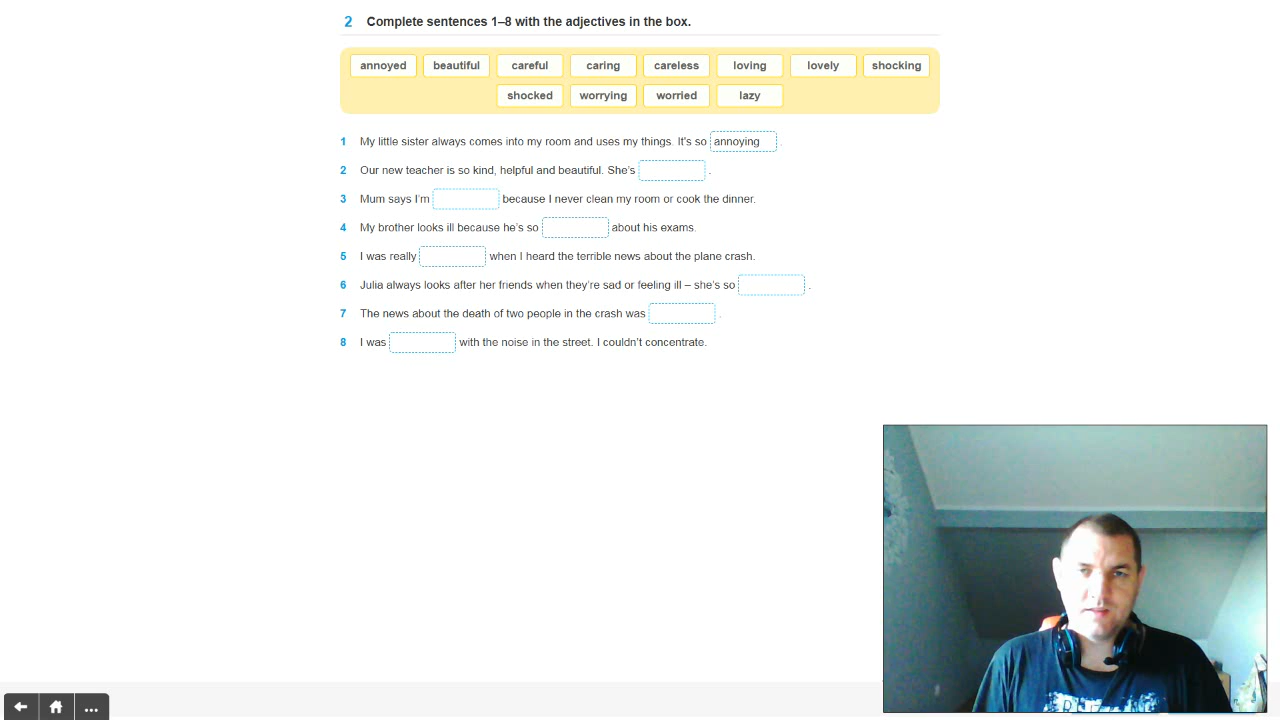 2 Complete sentences 1–8 with the adjectives in the box.
annoyed beautiful careful caring careless loving lovely shocking
shocked worrying worried lazy
1 My little sister always comes into my room and uses my things. It's so annoying .
2 Our new teacher is so kind, helpful and beautiful. She’s .
3 Mum says I’m because I never clean my room or cook the dinner.
4 My brother looks ill because he’s so about his exams.
5 I was really when I heard the terrible news about the plane crash.
6 Julia always looks after her friends when they’re sad or feeling ill – she’s so .
7 The news about the death of two people in the crash was .
8 I was with the noise in the street. I couldn’t concentrate.